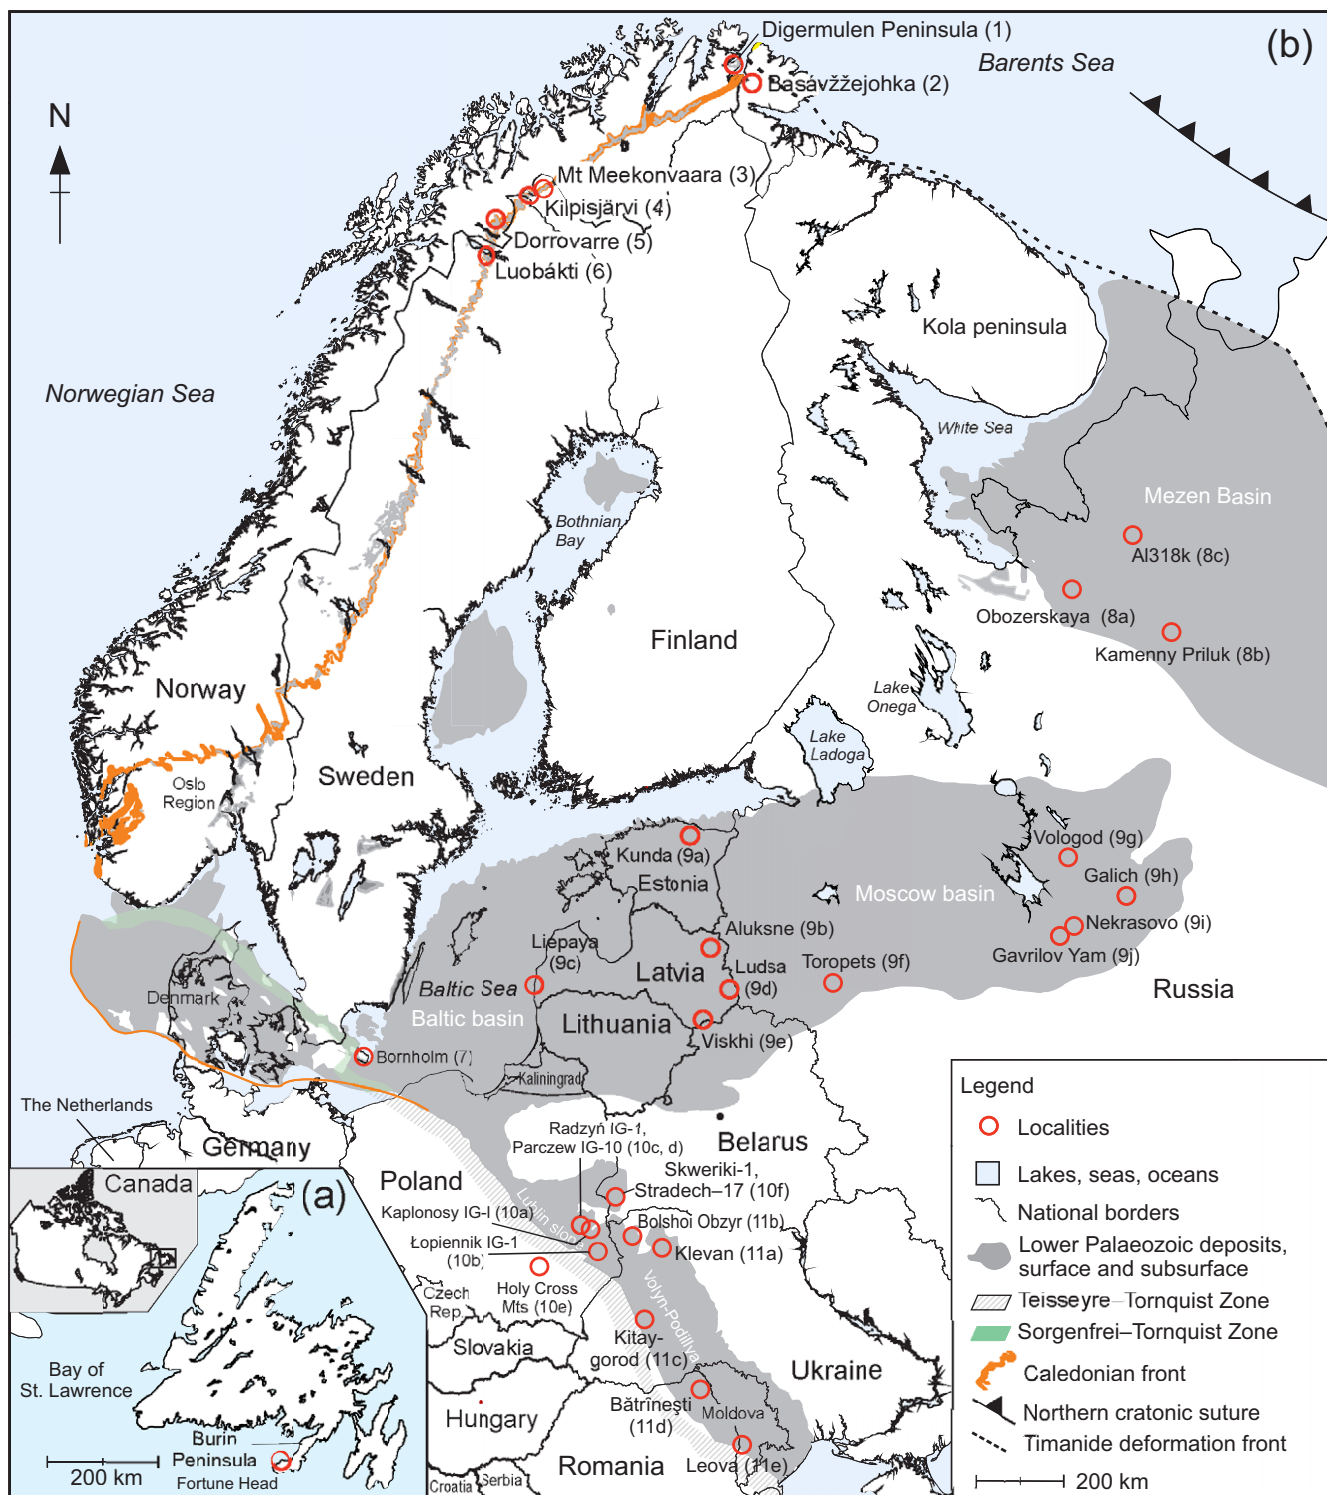 Digermulen Peninsula (1)
(b)
Barents Sea
Basávžžejohka (2)
N
Mt Meekonvaara (3)
Kilpisjärvi (4)
Dorrovarre (5)
Luobákti (6)
Kola peninsula
Norwegian Sea
White Sea
Mezen Basin
Bothnian
Bay
Al318k (8c)
Obozerskaya (8a)
Finland
Kamenny Priluk (8b)
Norway
Lake
Onega
Lake
Ladoga
Sweden
Oslo
Region
Vologod (9g)
Kunda (9a)
Galich (9h)
Estonia
Moscow basin
Nekrasovo (9i)
Aluksne (9b)
Gavrilov Yam (9j)
Liepaya
(9c)
Latvia
Ludsa
(9d)
Toropets (9f)
Russia
Denmark
Baltic Sea
Baltic basin
Lithuania
Viskhi (9e)
Bornholm (7)
Kaliningrad
The Netherlands
Germany
Radzyń IG-1,
Parczew IG-10 (10c, d)
Belarus
Poland
Skweriki-1,
Stradech–17 (10f)
Kaplonosy IG-I (10a)
Lublin slope
Bolshoi Obzyr (11b)
Łopiennik IG-1
(10b)
Klevan (11a)
Holy Cross
Mts (10e)
Volyn-Podillya
Czech
Rep.
Slovakia
Kitay-
gorod (11c)
Ukraine
Hungary
Bătrîneşti
(11d)
Moldova
Romania
Leova (11e)
Croatia
Serbia
Canada
(a)
Bay of
St. Lawrence
Burin
Peninsula
Fortune Head
200 km
Legend
Localities
Lakes, seas, oceans
National borders
Lower Palaeozoic deposits,
surface and subsurface
Teisseyre–Tornquist Zone
Sorgenfrei–Tornquist Zone
Caledonian front
Northern cratonic suture
Timanide deformation front
200 km